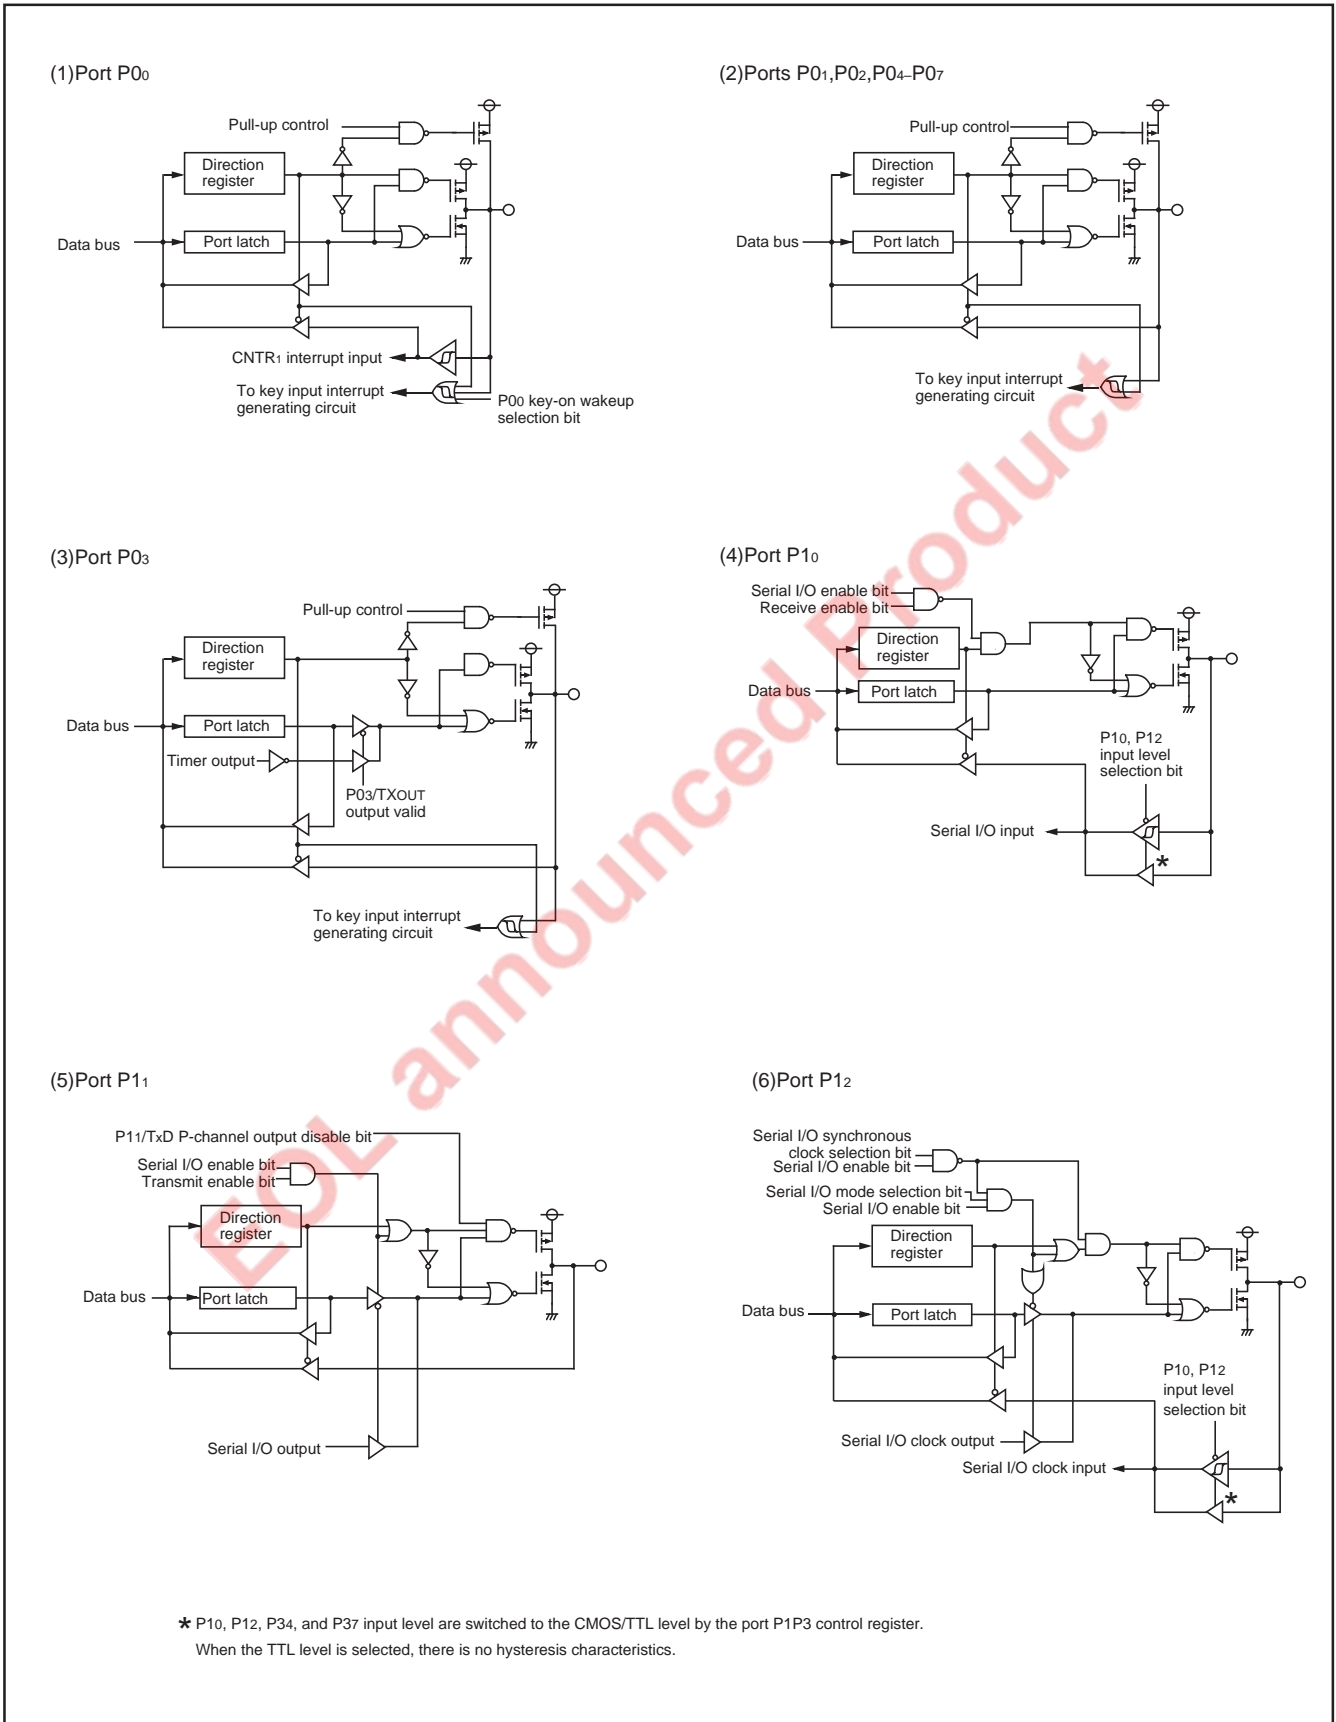 (1)Port P00
Pull-up control
Direction
register
Data bus
Port latch
CNTR1 interrupt input
To key input interrupt
generating circuit
P00 key-on wakeup
selection bit
(2)Ports P01,P02,P04–P07
Pull-up control
Direction
register
Data bus
Port latch
To key input interrupt
generating circuit
(3)Port P03
Pull-up control
Direction
register
Data bus
Port latch
Timer output
P03/TXOUT
output valid
To key input interrupt
generating circuit
(4)Port P10
Serial I/O enable bit
Receive enable bit
Direction
register
Data bus
Port latch
P10, P12
input level
selection bit
Serial I/O input
*
(5)Port P11
P11/TxD P-channel output disable bit
Serial I/O enable bit
Transmit enable bit
Direction
register
Data bus
Port latch
Serial I/O output
(6)Port P12
Serial I/O synchronous
clock selection bit
Serial I/O enable bit
Serial I/O mode selection bit
Serial I/O enable bit
Direction
register
Data bus
Port latch
P10, P12
input level
selection bit
Serial I/O clock output
Serial I/O clock input
*
* P10, P12, P34, and P37 input level are switched to the CMOS/TTL level by the port P1P3 control register.
When the TTL level is selected, there is no hysteresis characteristics.
EOL announced Product